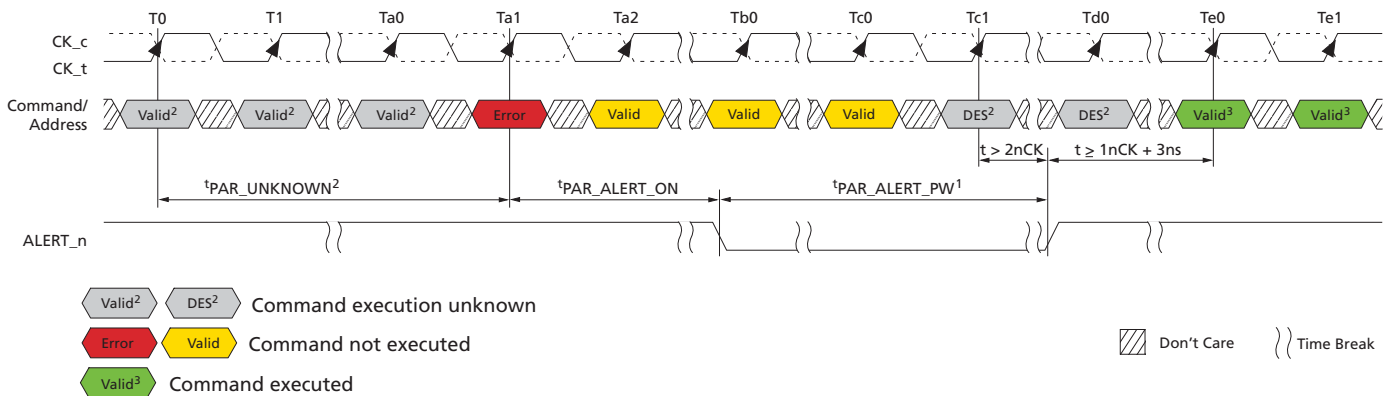 T0 T1 Ta0 Ta1 Ta2 Tb0 Tc0 Tc1 Td0 Te0 Te1
CK_c
CK_t
Command/
Address
Valid² Valid² Valid² Error Valid Valid Valid DES² DES² Valid³ Valid³
t > 2nCK t ≥ 1nCK + 3ns
ᵗPAR_UNKNOWN² ᵗPAR_ALERT_ON ᵗPAR_ALERT_PW¹
ALERT_n
Valid² DES² Command execution unknown
Error Valid Command not executed
Don't Care Time Break
Valid³ Command executed